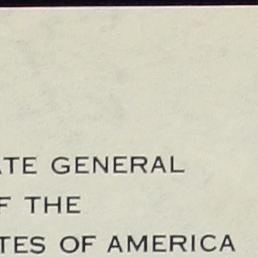 ATE GENERAL
F THE
TES OF AMERICA